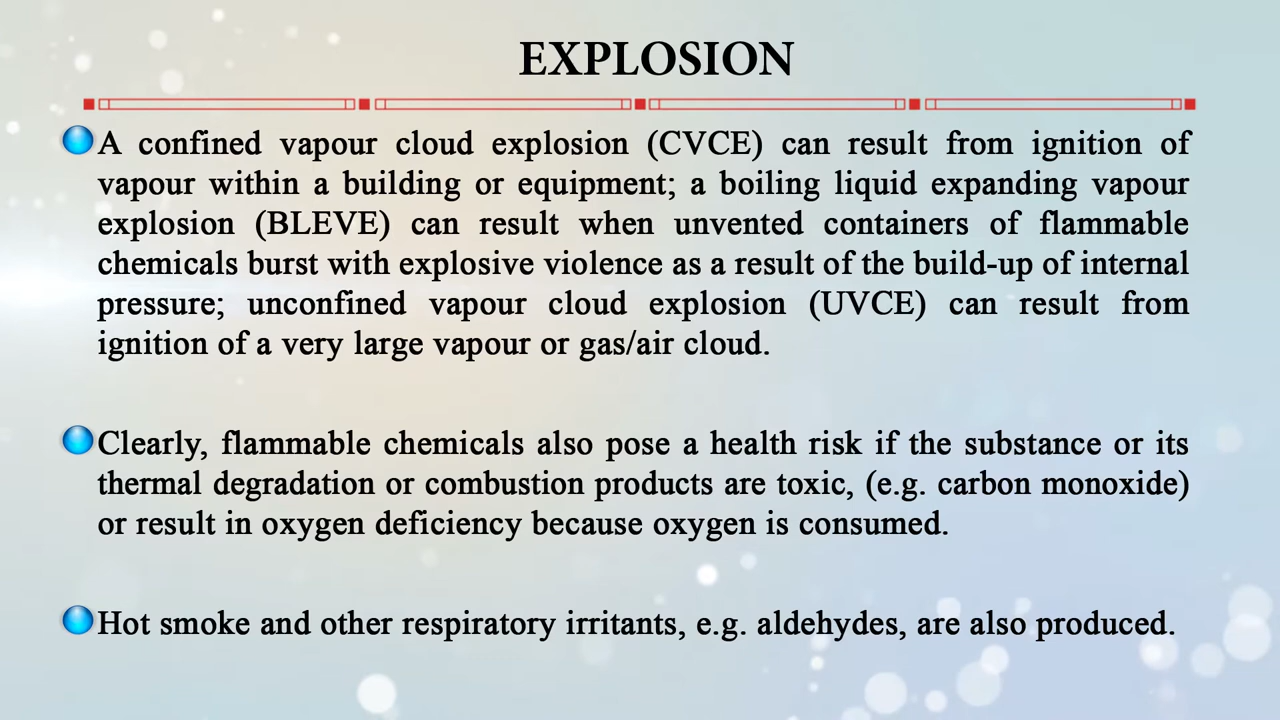 EXPLOSION
A confined vapour cloud explosion (CVCE) can result from ignition of
vapour within a building or equipment; a boiling liquid expanding vapour
explosion (BLEVE) can result when unvented containers of flammable
chemicals burst with explosive violence as a result of the build-up of internal
pressure; unconfined vapour cloud explosion (UVCE) can result from
ignition of a very large vapour or gas/air cloud.
Clearly, flammable chemicals also pose a health risk if the substance or its
thermal degradation or combustion products are toxic, (e.g. carbon monoxide)
or result in oxygen deficiency because oxygen is consumed.
Hot smoke and other respiratory irritants, e.g. aldehydes, are also produced.